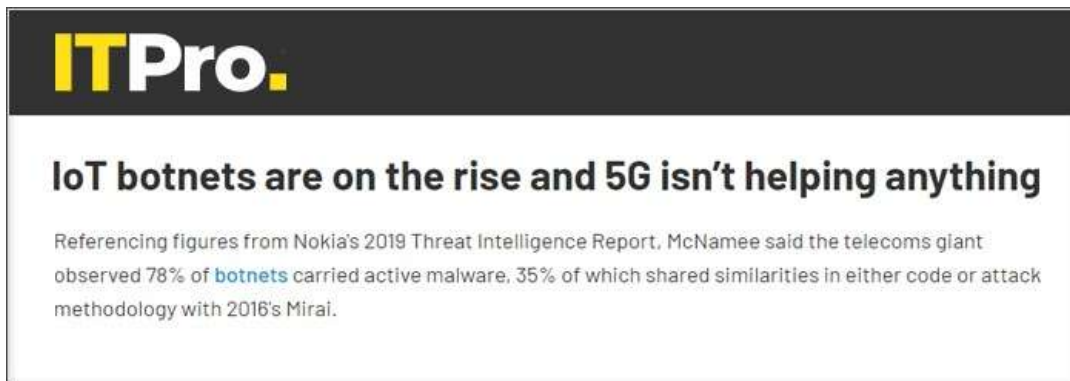 ITPro.
IoT botnets are on the rise and 5G isn't helping anything
Referencing figures from Nokia's 2019 Threat Intelligence Report, McNamee said the telecoms giant
observed 78% of botnets carried active malware, 35% of which shared similarities in either code or attack
methodology with 2016's Mirai.